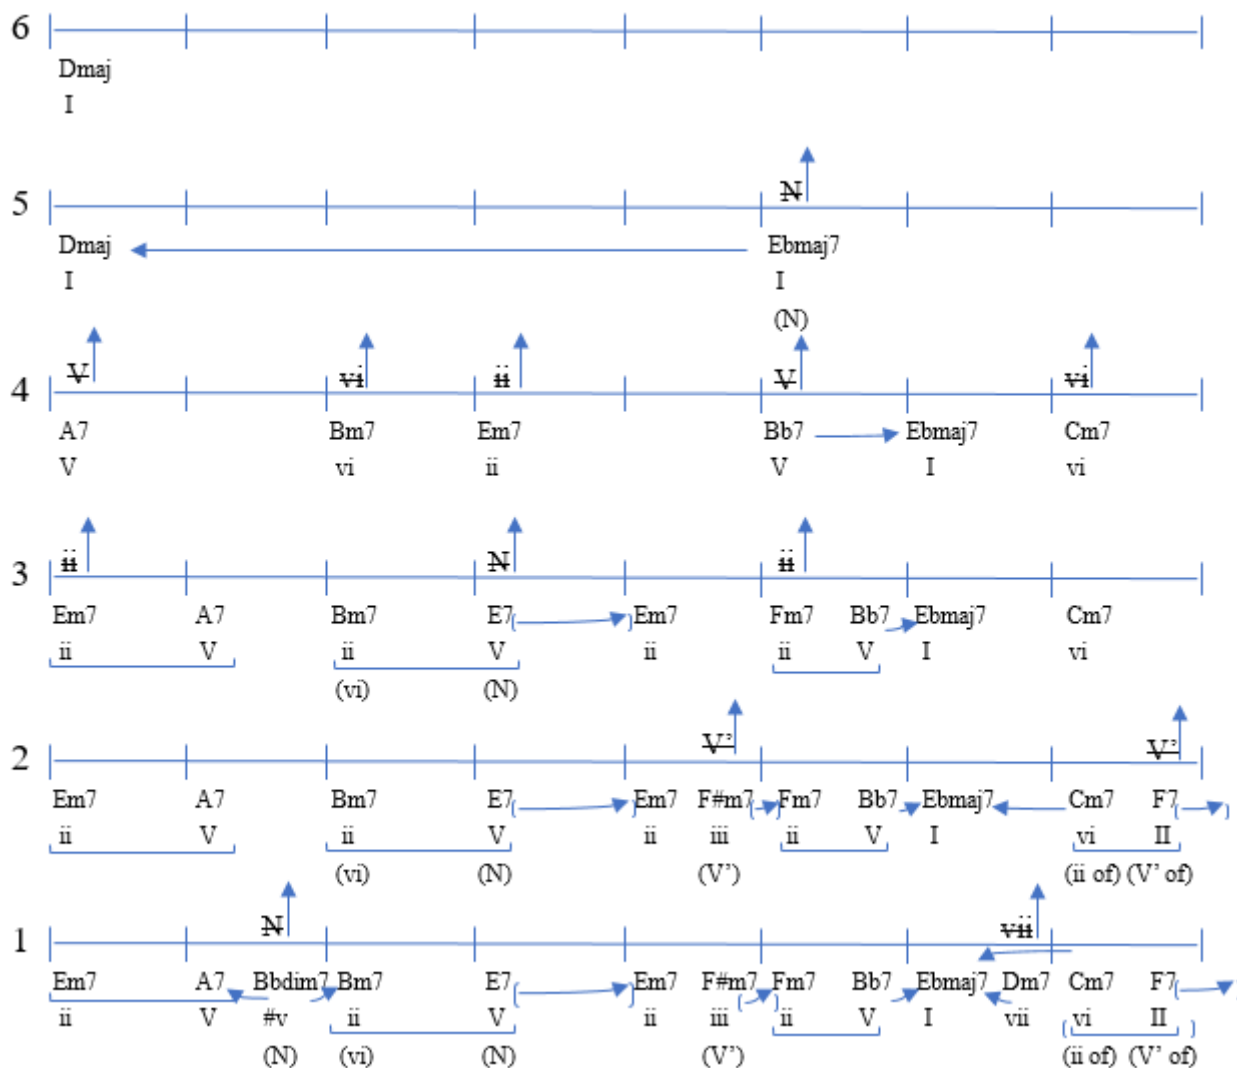 6
Dmaj
I
N
5
Dmaj Ebmaj7
I I
(N)
V vi ii V vi
4
A7 Bm7 Em7 Bb7 Ebmaj7 Cm7
V vi ii V I vi
ii N ii
3
Em7 A7 Bm7 E7 Em7 Fm7 Bb7 Ebmaj7 Cm7
ii V ii V ii ii V I vi
(vi) (N)
V’ V’
2
Em7 A7 Bm7 E7 Em7 F#m7 Fm7 Bb7 Ebmaj7 Cm7 F7
ii V ii V ii iii ii V I vi II
(vi) (N) (V’) (ii of) (V’ of)
N vii
1
Em7 A7 Bbdim7 Bm7 E7 Em7 F#m7 Fm7 Bb7 Ebmaj7 Dm7 Cm7 F7
ii V #v ii V ii iii ii V I vii vi II
(N) (vi) (N) (V’) (ii of) (V’ of)